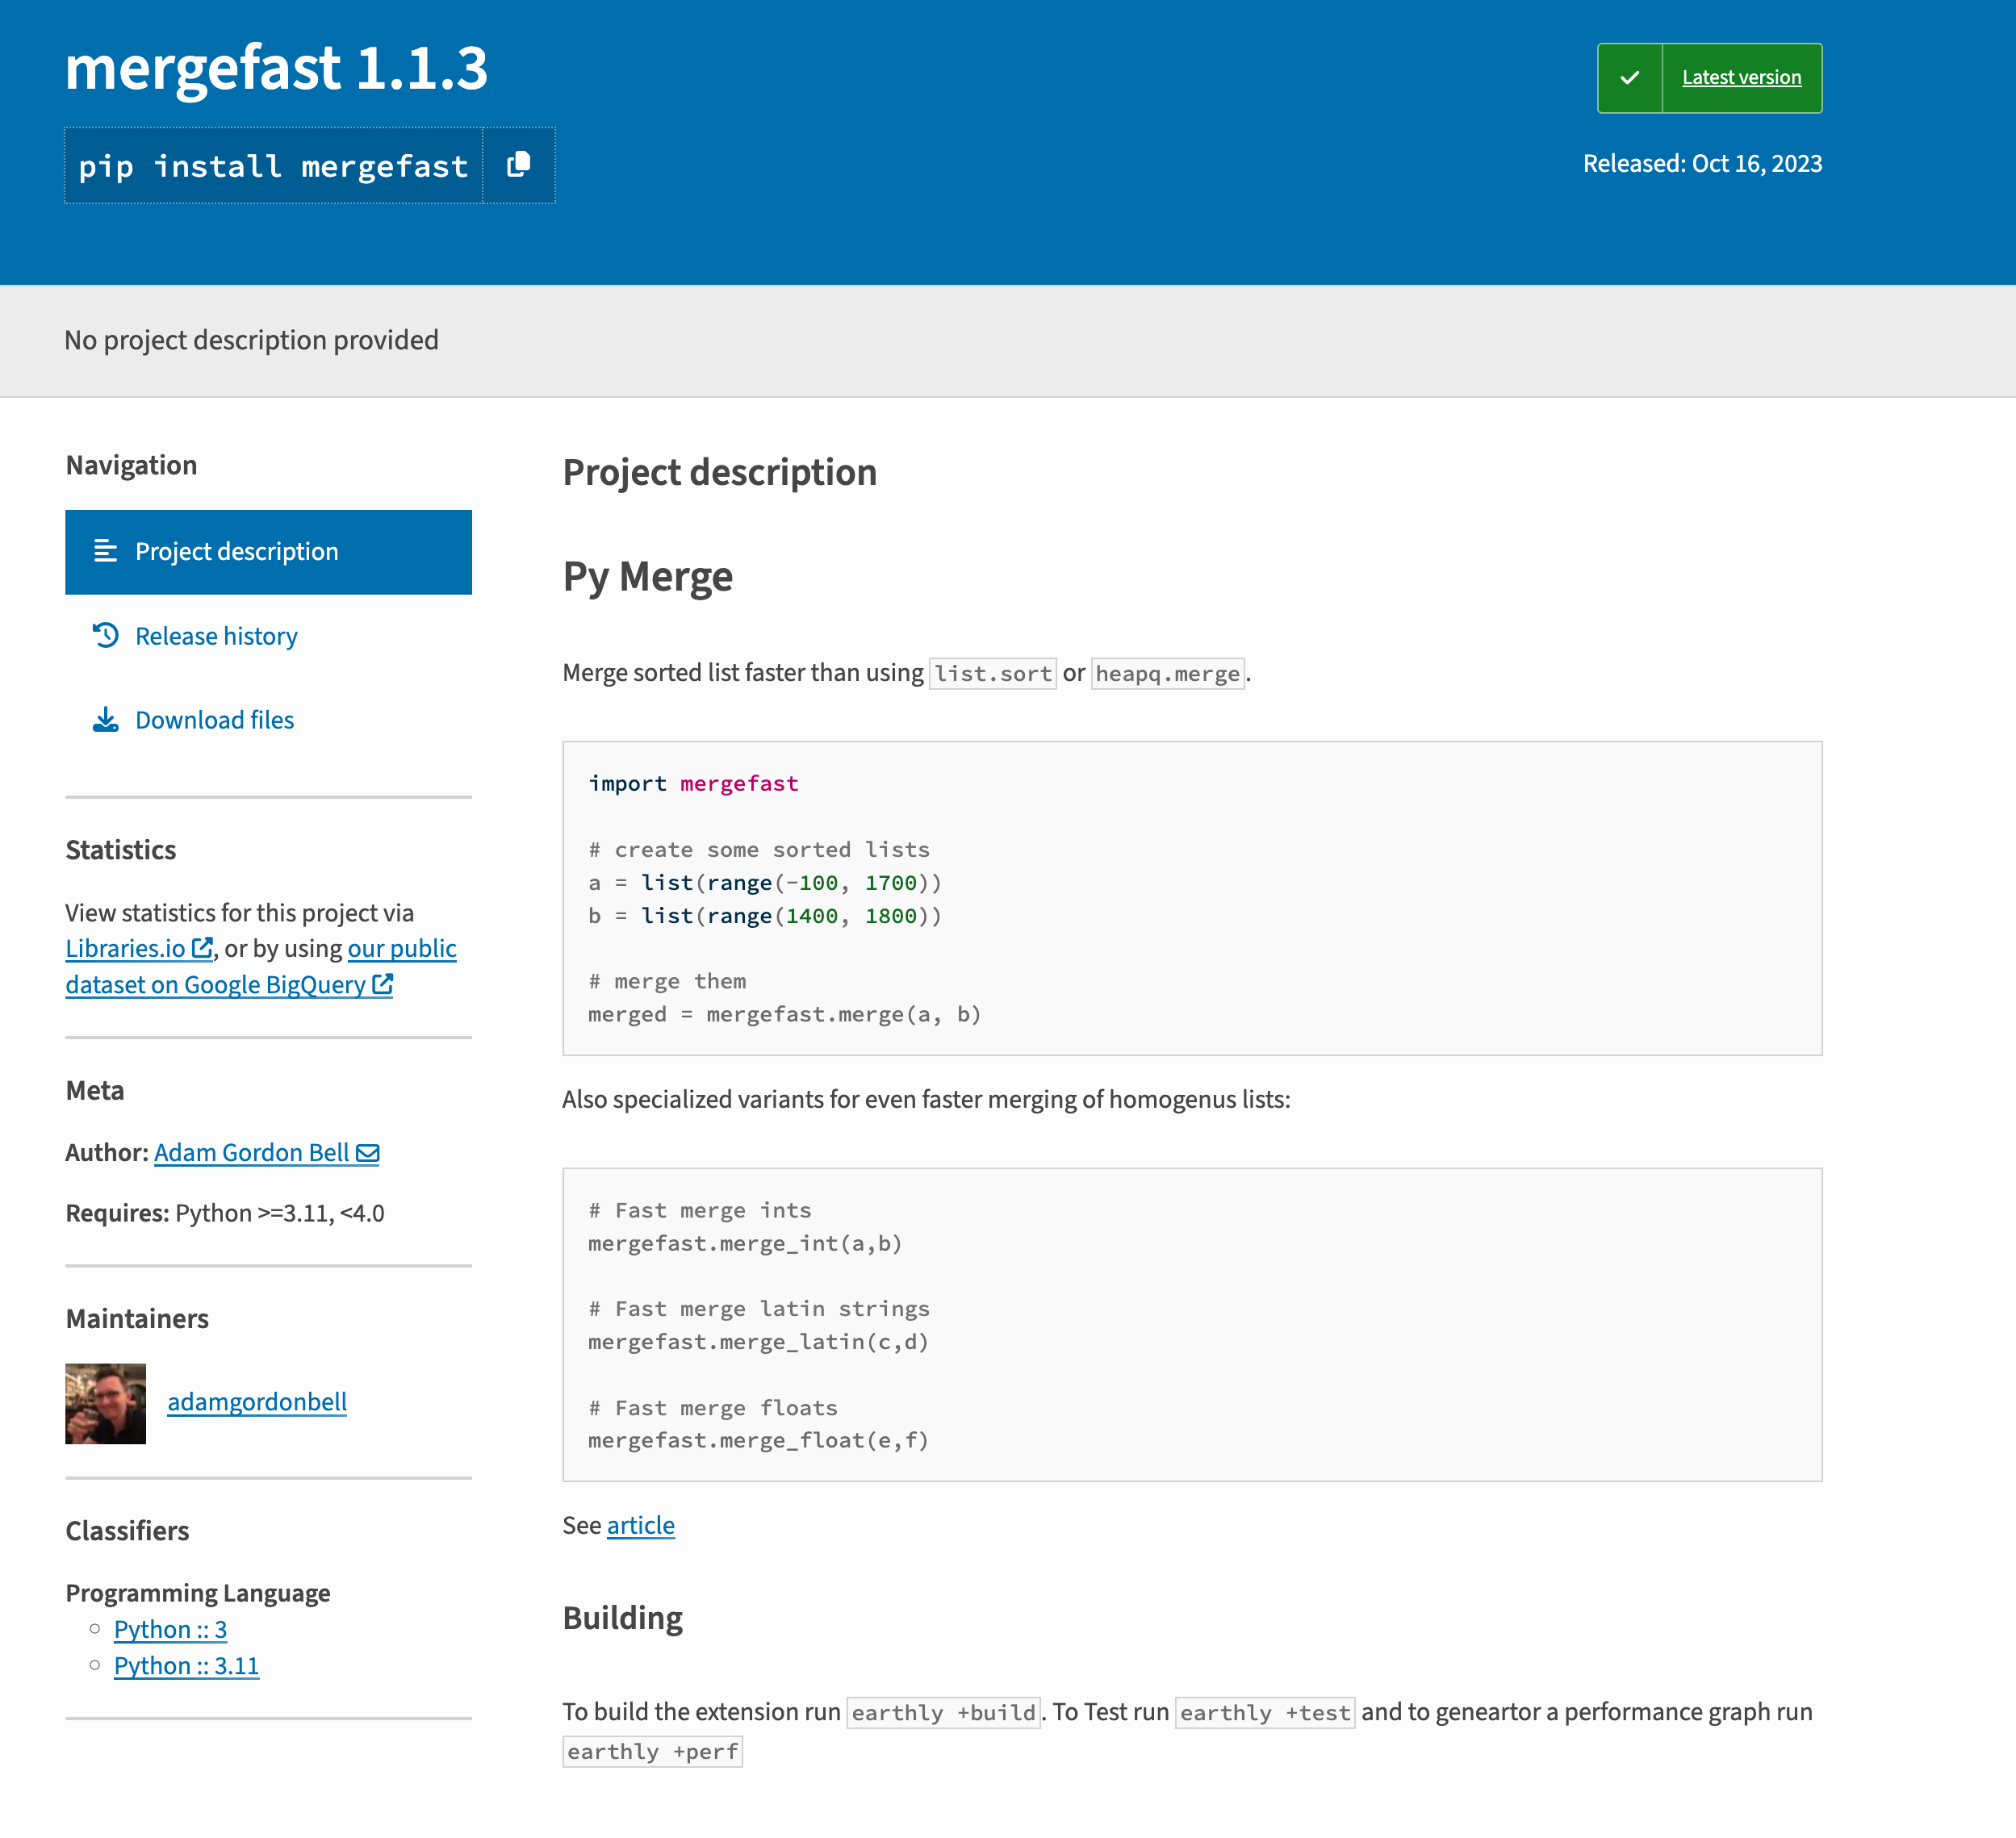 mergefast 1.1.3
pip install mergefast
Latest version
Released: Oct 16, 2023
No project description provided
Navigation
Project description
Release history
Download files
Statistics
View statistics for this project via
Libraries.io, or by using our public
dataset on Google BigQuery
Meta
Author: Adam Gordon Bell
Requires: Python >=3.11, <4.0
Maintainers
adamgordonbell
Classifiers
Programming Language
Python :: 3
Python :: 3.11
Project description
Py Merge
Merge sorted list faster than using list.sort or heapq.merge.
import mergefast
# create some sorted lists
a = list(range(-100, 1700))
b = list(range(1400, 1800))
# merge them
merged = mergefast.merge(a, b)
Also specialized variants for even faster merging of homogenus lists:
# Fast merge ints
mergefast.merge_int(a,b)
# Fast merge latin strings
mergefast.merge_latin(c,d)
# Fast merge floats
mergefast.merge_float(e,f)
See article
Building
To build the extension run earthly +build. To Test run earthly +test and to geneartor a performance graph run
earthly +perf